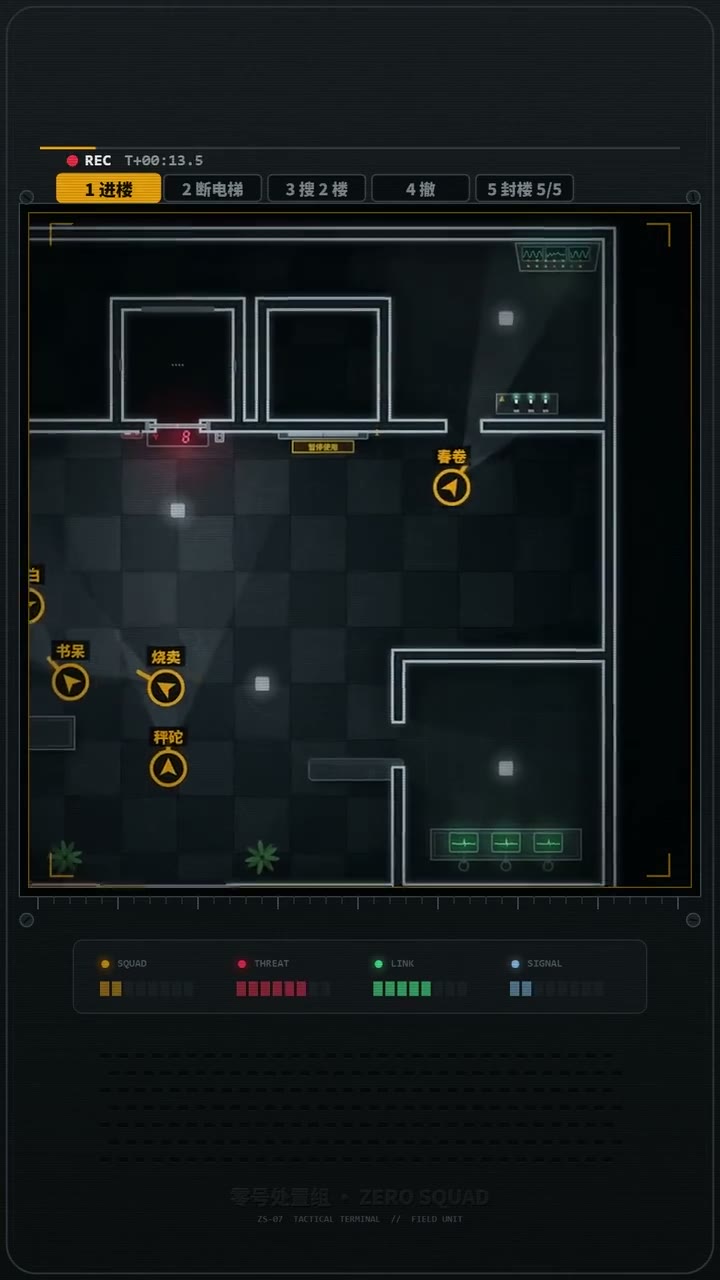 REC T+00:13.5
1 进楼
2 断电梯
3 搜 2 楼
4 撤
5 封楼 5/5
8
暂停使用
春卷
白
书呆
烧卖
秤砣
SQUAD
THREAT
LINK
SIGNAL
零号处置组 • ZERO SQUAD
ZS-07 TACTICAL TERMINAL // FIELD UNIT